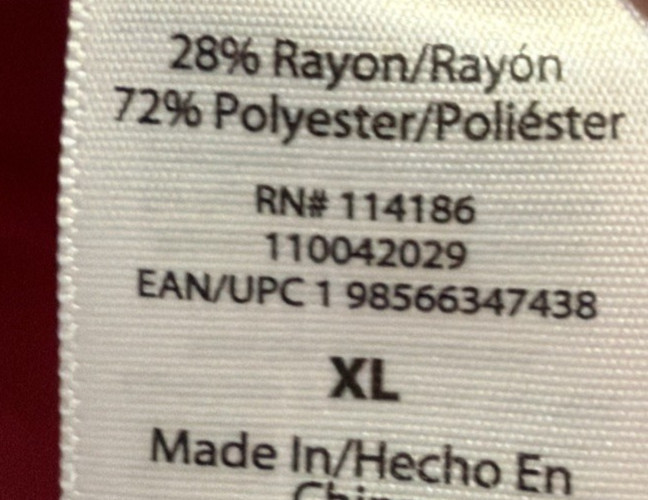 28% Rayon/Rayón
72% Polyester/Poliéster
RN# 114186
110042029
EAN/UPC 1 98566347438
XL
Made In/Hecho En